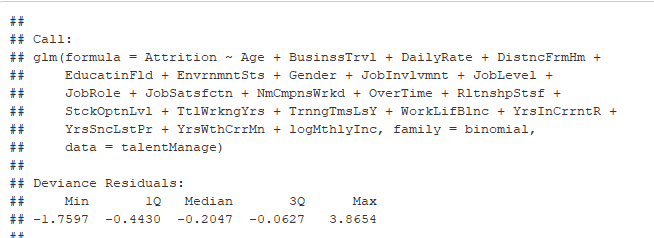 ##
## Call:
## glm(formula = Attrition ~ Age + BusinssTrvl + DailyRate + DistncFrmHm +
##     EducatinFld + EnvrnmntSts + Gender + JobInvlvmnt + JobLevel +
##     JobRole + JobSatsfctn + NmCmpnsWrkd + OverTime + RltnshpStsf +
##     StckOptnLvl + TtlWrkngYrs + TrnngTmsLsY + WorkLifBlnc + YrsInCrrntR +
##     YrsSncLstPr + YrsWthCrrMn + logMthlyInc, family = binomial,
##     data = talentManage)
##
## Deviance Residuals:
##     Min       1Q   Median       3Q      Max
## -1.7597  -0.4430  -0.2047  -0.0627   3.8654
##